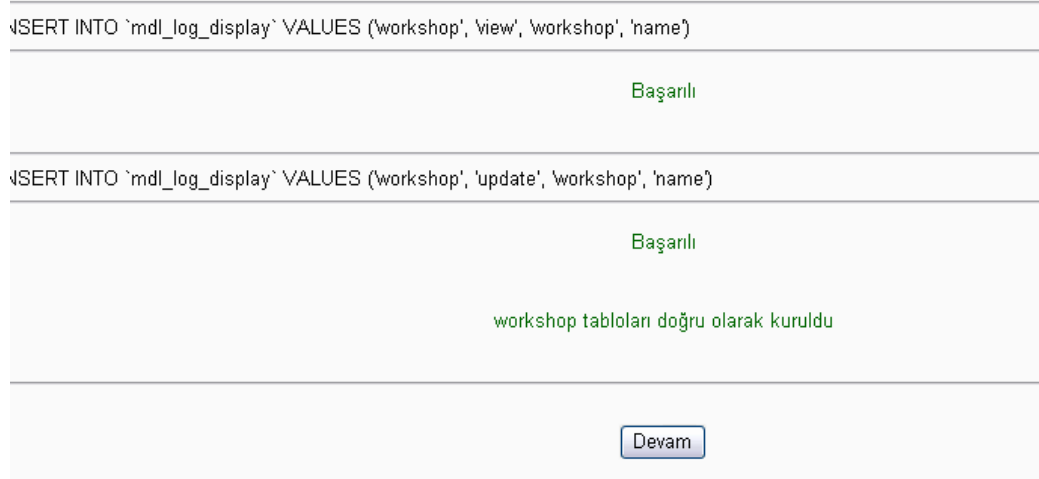 NSERT INTO `mdl_log_display` VALUES ('workshop', 'view', 'workshop', 'name')
Başarılı
NSERT INTO `mdl_log_display` VALUES ('workshop', 'update', 'workshop', 'name')
Başarılı
workshop tabloları doğru olarak kuruldu
Devam